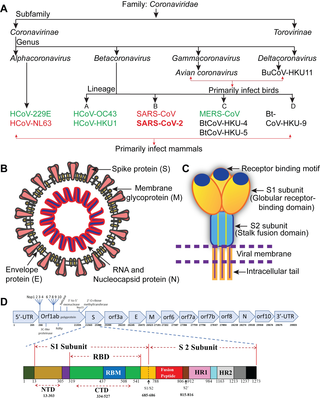 A
Family: Coronaviridae
Subfamily
Coronavirinae
Torovirinae
Genus
Alphacoronavirus
Betacoronavirus
Gammacoronavirus
Deltacoronavirus
Avian coronavirus
BuCoV-HKU11
Lineage
Primarily infect birds
A B C D
HCoV-229E
HCoV-NL63
HCoV-OC43
HCoV-HKU1
SARS-CoV
SARS-CoV-2
MERS-CoV
BtCoV-HKU-4
BtCoV-HKU-5
Bt-
CoV-HKU-9
Primarily infect mammals
B
Spike protein (S)
Membrane
glycoprotein (M)
Envelope
protein (E)
RNA and
Nucleocapsid protein (N)
C
Receptor binding motif
S1 subunit
(Globular receptor-
binding domain)
S2 subunit
(Stalk fusion domain)
Viral membrane
Intracellular tail
D
5'-UTR Orf1ab S orf3a E M orf6 orf7a orf7b orf8 N orf10 3'-UTR
S1 Subunit
S 2 Subunit
RBD
RBM
Fusion
Peptide
HR1
HR2
NTD
13-303
CTD
334-527
S1/S2
685-686
S2'
815-816